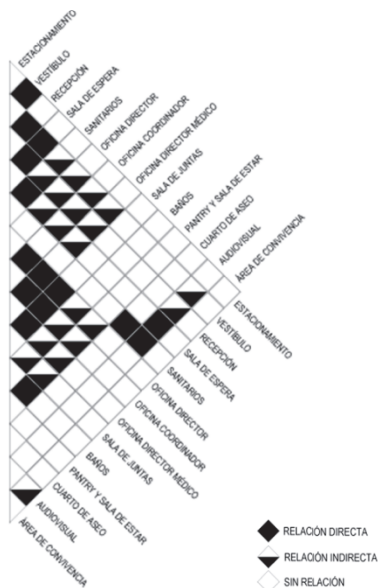 ESTACIONAMIENTO
VESTÍBULO
RECEPCIÓN
SALA DE ESPERA
SANITARIOS
OFICINA DIRECTOR
OFICINA COORDINADOR
OFICINA DIRECTOR MÉDICO
SALA DE JUNTAS
BAÑOS
PANTRY Y SALA DE ESTAR
CUARTO DE ASEO
AUDIOVISUAL
ÁREA DE CONVIVENCIA
ESTACIONAMIENTO
VESTÍBULO
RECEPCIÓN
SALA DE ESPERA
SANITARIOS
OFICINA DIRECTOR
OFICINA COORDINADOR
OFICINA DIRECTOR MÉDICO
SALA DE JUNTAS
BAÑOS
PANTRY Y SALA DE ESTAR
CUARTO DE ASEO
AUDIOVISUAL
ÁREA DE CONVIVENCIA
RELACIÓN DIRECTA
RELACIÓN INDIRECTA
SIN RELACIÓN